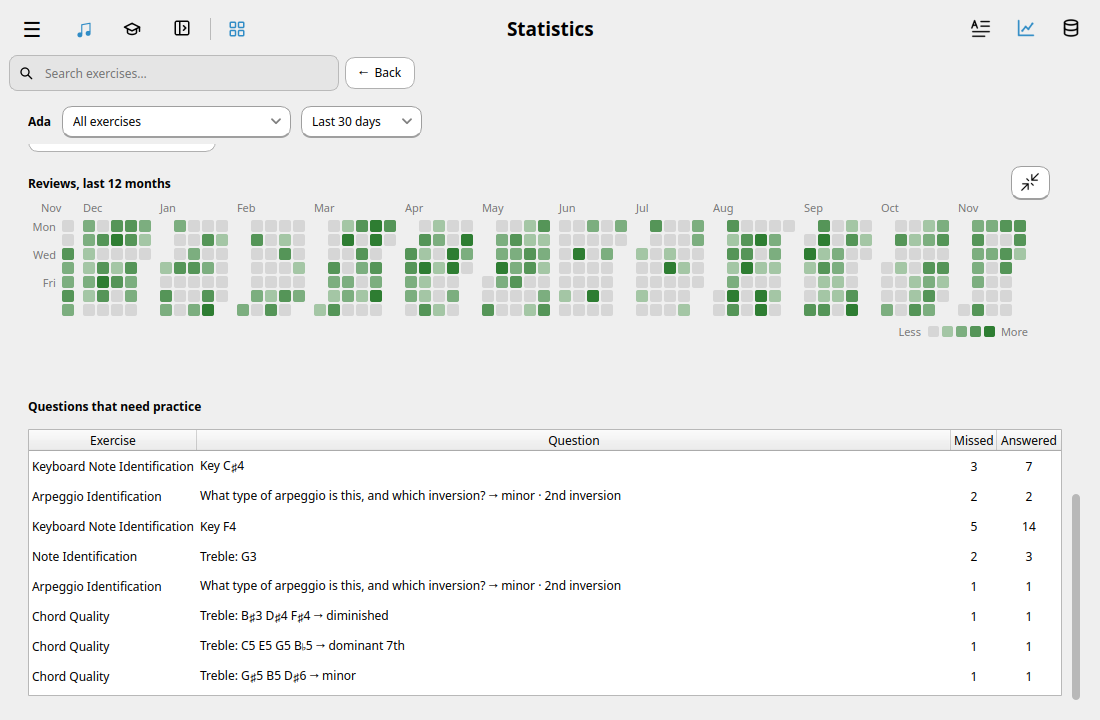 Statistics
Search exercises...
← Back
Ada
All exercises
Last 30 days
Reviews, last 12 months
Nov Dec Jan Feb Mar Apr May Jun Jul Aug Sep Oct Nov
Mon
Wed
Fri
Less More
Questions that need practice
Exercise Question Missed Answered
Keyboard Note Identification Key C♯4 3 7
Arpeggio Identification What type of arpeggio is this, and which inversion? → minor · 2nd inversion 2 2
Keyboard Note Identification Key F4 5 14
Note Identification Treble: G3 2 3
Arpeggio Identification What type of arpeggio is this, and which inversion? → minor · 2nd inversion 1 1
Chord Quality Treble: B♯3 D♯4 F♯4 → diminished 1 1
Chord Quality Treble: C5 E5 G5 B♭5 → dominant 7th 1 1
Chord Quality Treble: G♯5 B5 D♯6 → minor 1 1